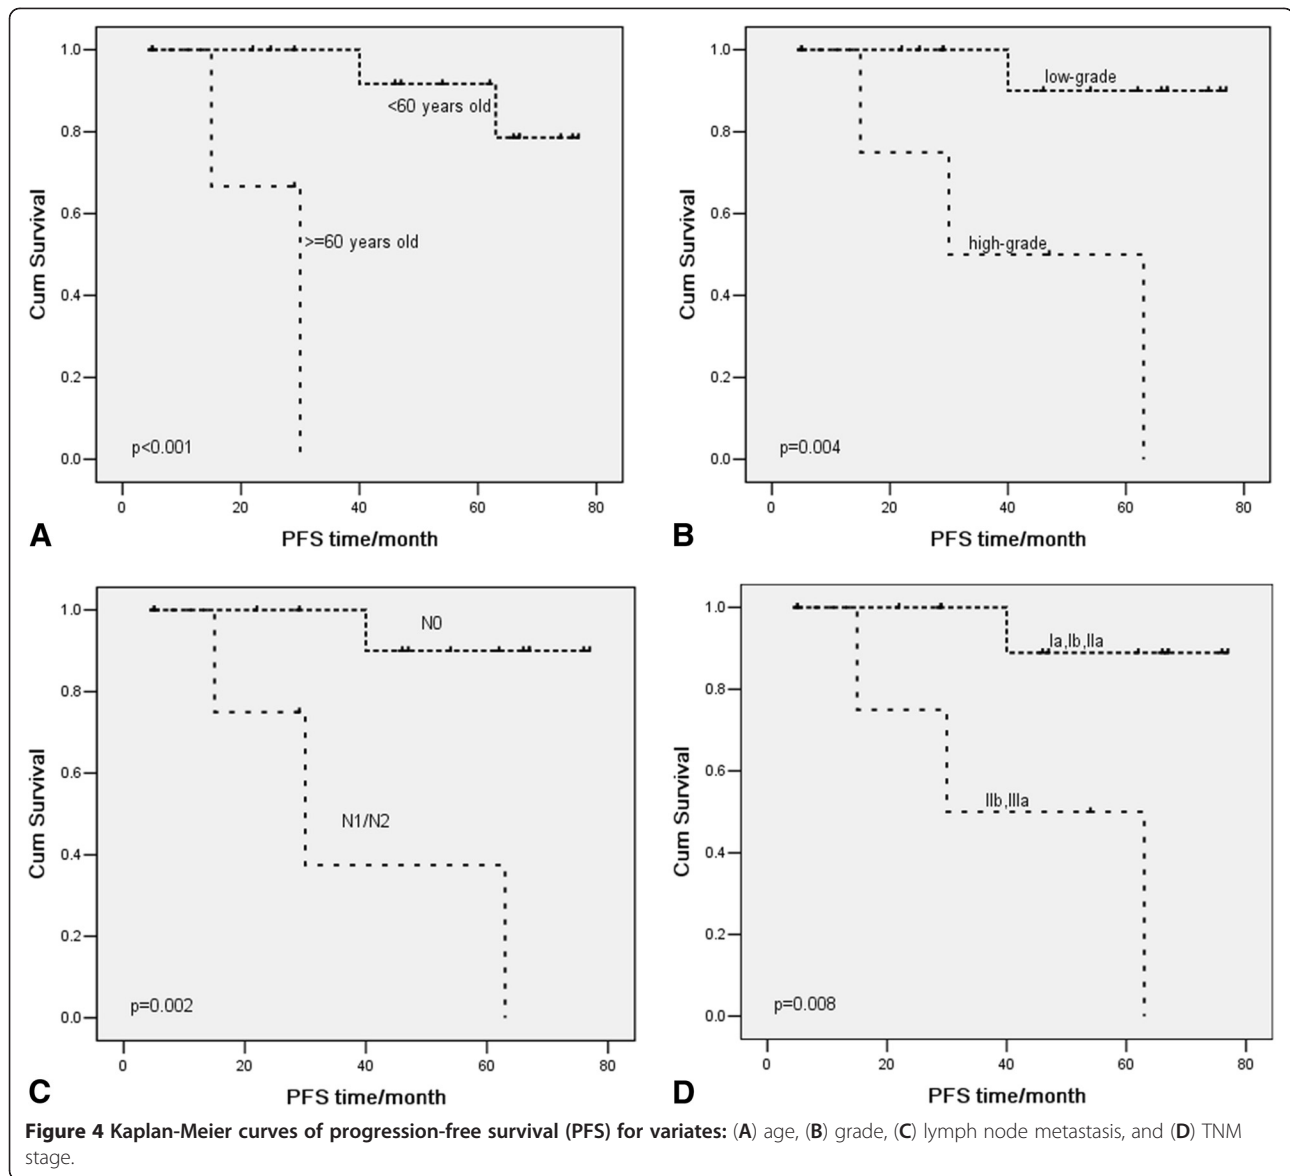 1.0
0.8
0.6
0.4
0.2
0.0
Cum Survival
<60 years old
>=60 years old
p<0.001
0 20 40 60 80
PFS time/month
A
1.0
0.8
0.6
0.4
0.2
0.0
Cum Survival
low-grade
high-grade
p=0.004
0 20 40 60 80
PFS time/month
B
1.0
0.8
0.6
0.4
0.2
0.0
Cum Survival
N0
N1/N2
p=0.002
0 20 40 60 80
PFS time/month
C
1.0
0.8
0.6
0.4
0.2
0.0
Cum Survival
Ia,Ib,IIa
IIb,IIIa
p=0.008
0 20 40 60 80
PFS time/month
D
Figure 4 Kaplan-Meier curves of progression-free survival (PFS) for variates: (A) age, (B) grade, (C) lymph node metastasis, and (D) TNM
stage.